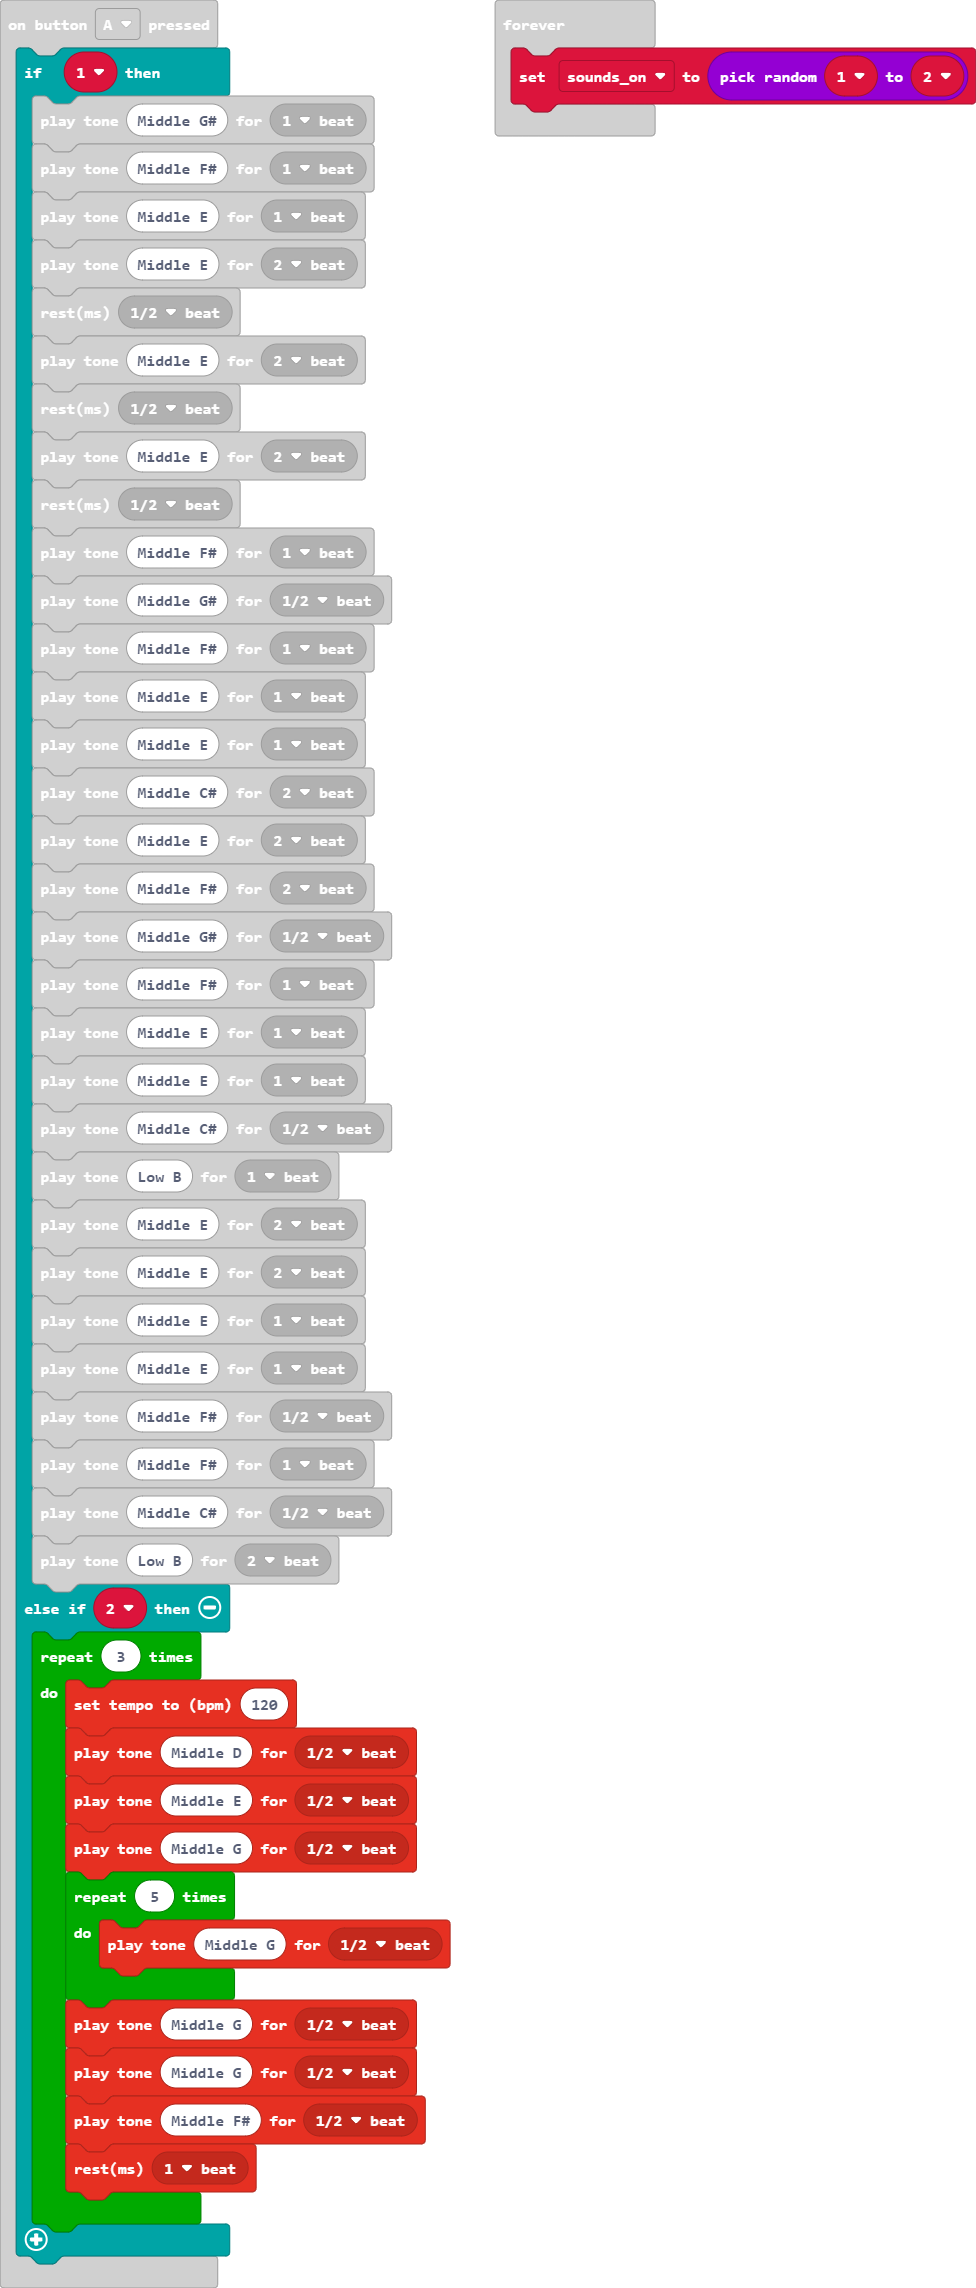 on button A pressed
if 1 then
play tone Middle G# for 1 beat
play tone Middle F# for 1 beat
play tone Middle E for 1 beat
play tone Middle E for 2 beat
rest(ms) 1/2 beat
play tone Middle E for 2 beat
rest(ms) 1/2 beat
play tone Middle E for 2 beat
rest(ms) 1/2 beat
play tone Middle F# for 1 beat
play tone Middle G# for 1/2 beat
play tone Middle F# for 1 beat
play tone Middle E for 1 beat
play tone Middle E for 1 beat
play tone Middle C# for 2 beat
play tone Middle E for 2 beat
play tone Middle F# for 2 beat
play tone Middle G# for 1/2 beat
play tone Middle F# for 1 beat
play tone Middle E for 1 beat
play tone Middle E for 1 beat
play tone Middle C# for 1/2 beat
play tone Low B for 1 beat
play tone Middle E for 2 beat
play tone Middle E for 2 beat
play tone Middle E for 1 beat
play tone Middle E for 1 beat
play tone Middle F# for 1/2 beat
play tone Middle F# for 1 beat
play tone Middle C# for 1/2 beat
play tone Low B for 2 beat
else if 2 then
repeat 3 times
do
set tempo to (bpm) 120
play tone Middle D for 1/2 beat
play tone Middle E for 1/2 beat
play tone Middle G for 1/2 beat
repeat 5 times
do
play tone Middle G for 1/2 beat
play tone Middle G for 1/2 beat
play tone Middle G for 1/2 beat
play tone Middle F# for 1/2 beat
rest(ms) 1 beat
forever
set sounds_on to pick random 1 to 2